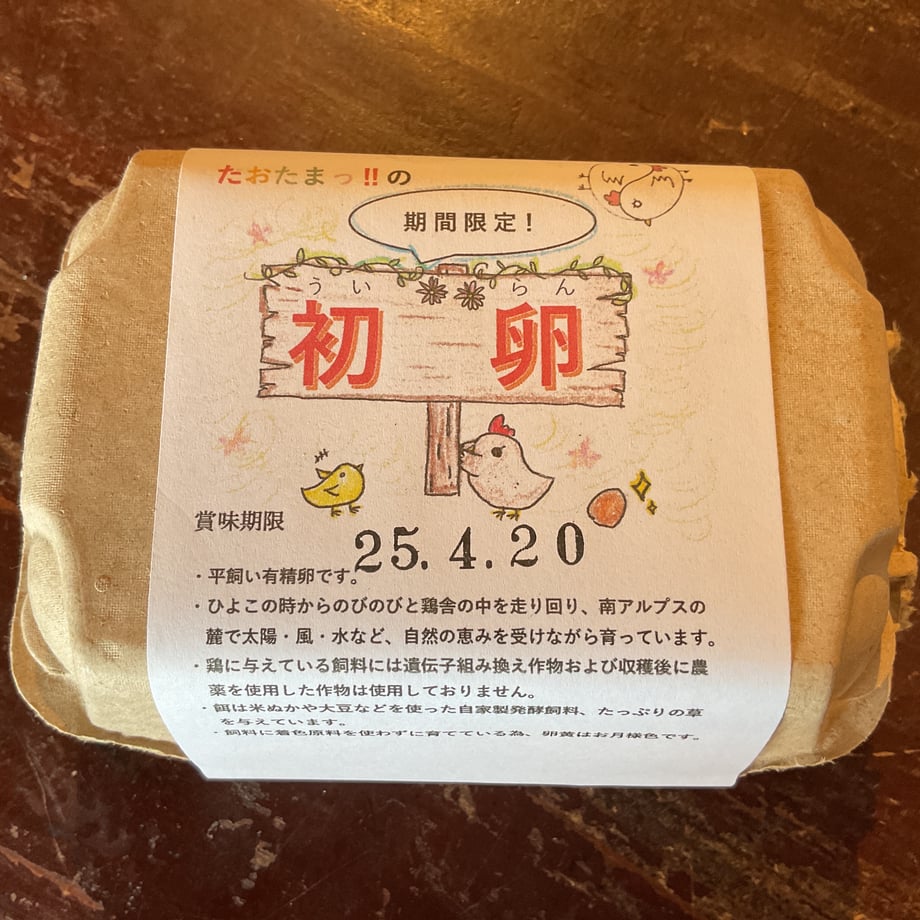 たおたまっ!!の
期間限定!
うい らん
初 卵
賞味期限
25.4.20
・平飼い有精卵です。
・ひよこの時からのびのびと鶏舎の中を走り回り、南アルプスの
麓で太陽・風・水など、自然の恵みを受けながら育っています。
・鶏に与えている飼料には遺伝子組み換え作物および収穫後に農
薬を使用した作物は使用しておりません。
・餌は米ぬかや大豆などを使った自家製発酵飼料、たっぷりの草
を与えています。
・飼料に着色原料を使わずに育てている為、卵黄はお月様色です。